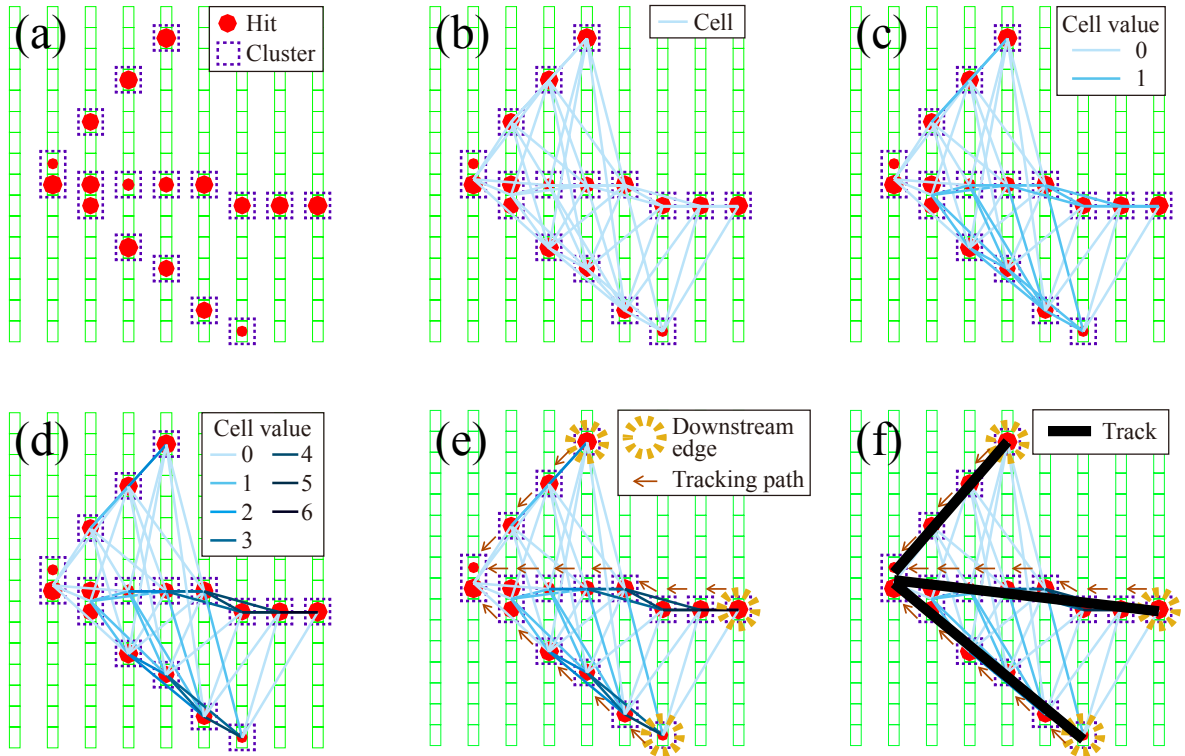 (a)
Hit
Cluster
(b)
Cell
(c)
Cell value
0
1
(d)
Cell value
0 4
1 5
2 6
3
(e)
Downstream
edge
Tracking path
(f)
Track